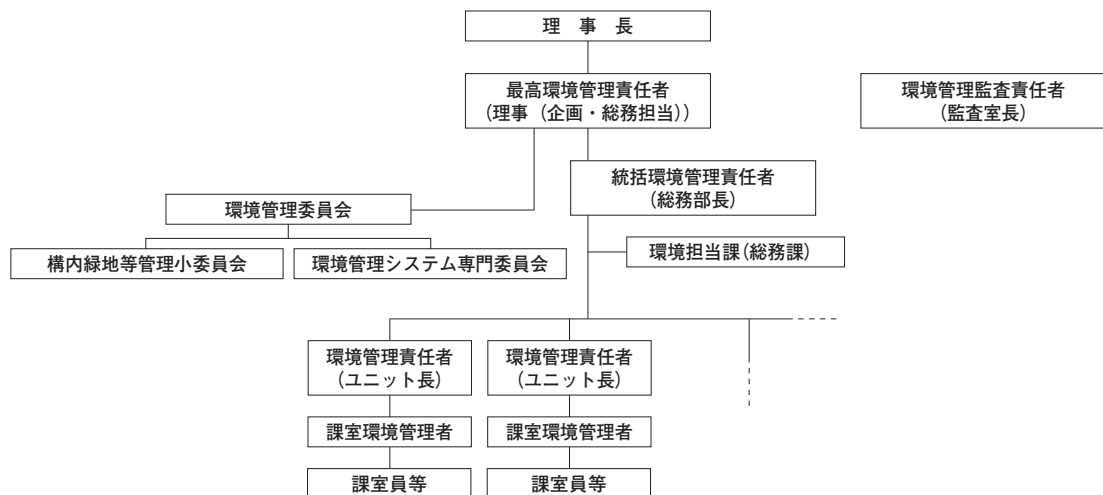 理　事　長
最高環境管理責任者
(理事（企画・総務担当）)
環境管理監査責任者
(監査室長)
統括環境管理責任者
(総務部長)
環境管理委員会
環境担当課(総務課)
構内緑地等管理小委員会
環境管理システム専門委員会
環境管理責任者
(ユニット長)
環境管理責任者
(ユニット長)
課室環境管理者
課室環境管理者
課室員等
課室員等